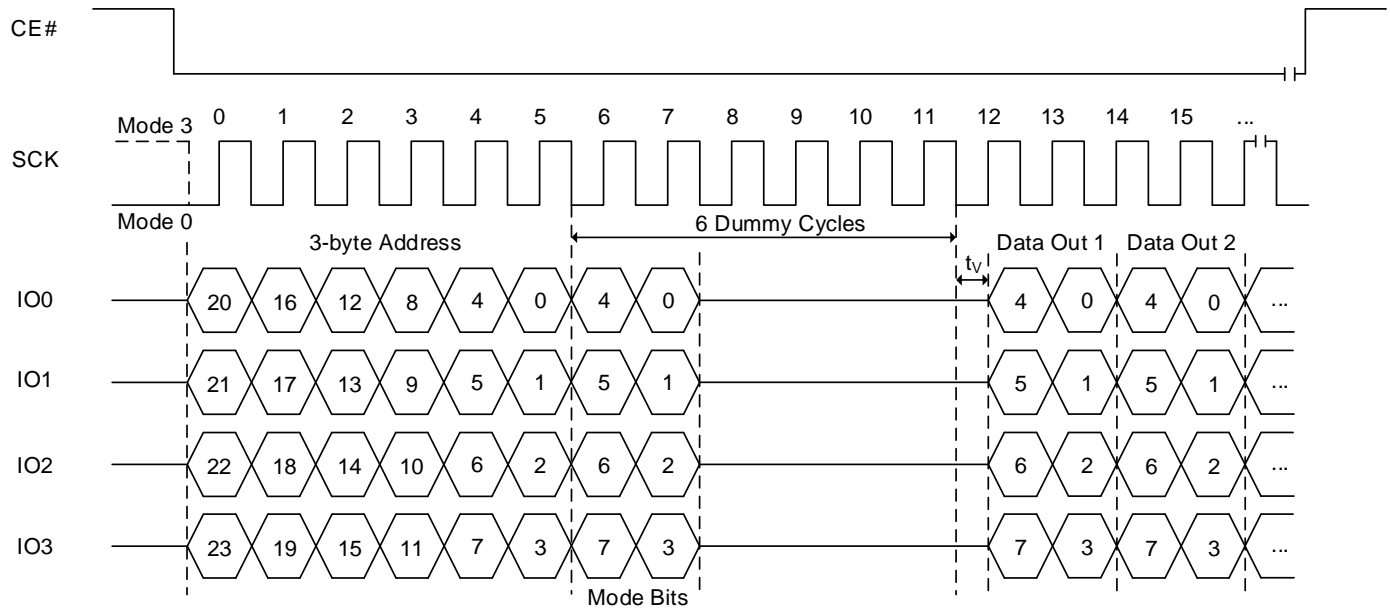 CE#
Mode 3 0 1 2 3 4 5 6 7 8 9 10 11 12 13 14 15 ...
SCK
Mode 0
3-byte Address 6 Dummy Cycles Data Out 1 Data Out 2
tV
IO0 20 16 12 8 4 0 4 0 4 0 4 0 ...
IO1 21 17 13 9 5 1 5 1 5 1 5 1 ...
IO2 22 18 14 10 6 2 6 2 6 2 6 2 ...
IO3 23 19 15 11 7 3 7 3 7 3 7 3 ...
Mode Bits